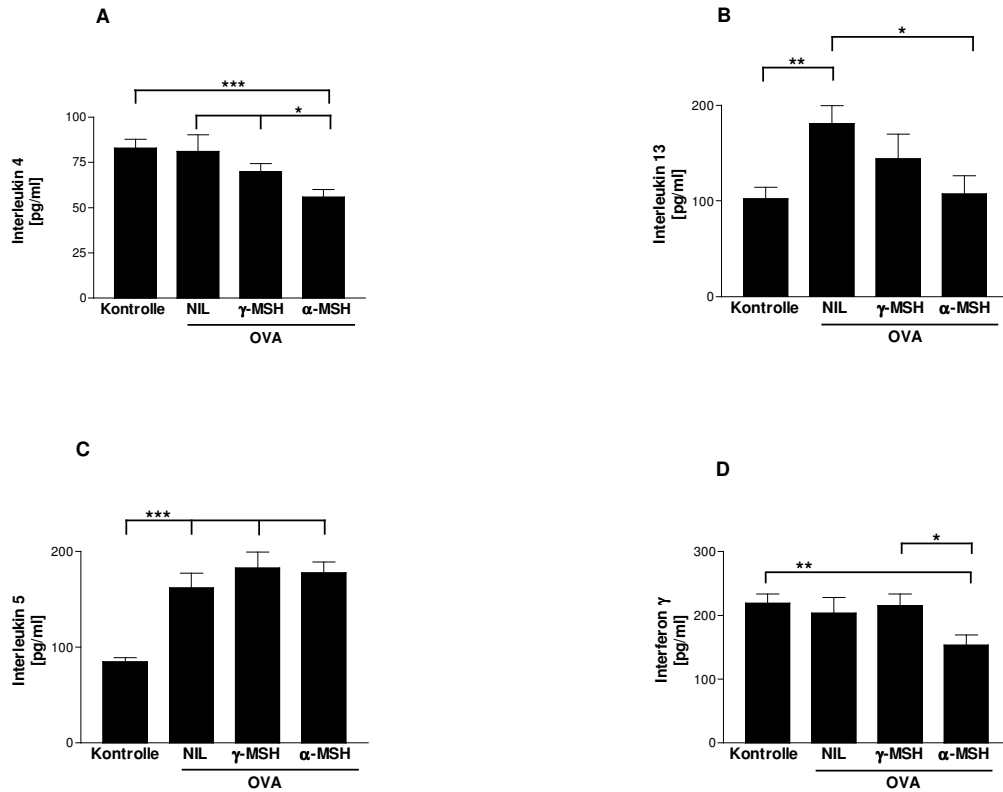 A
***
*
100
75
50
25
0
Interleukin 4
[pg/ml]
Kontrolle NIL γ-MSH α-MSH
OVA
B
*
**
200
100
0
Interleukin 13
[pg/ml]
Kontrolle NIL γ-MSH α-MSH
OVA
C
***
200
100
0
Interleukin 5
[pg/ml]
Kontrolle NIL γ-MSH α-MSH
OVA
D
*
**
300
200
100
0
Interferon γ
[pg/ml]
Kontrolle NIL γ-MSH α-MSH
OVA